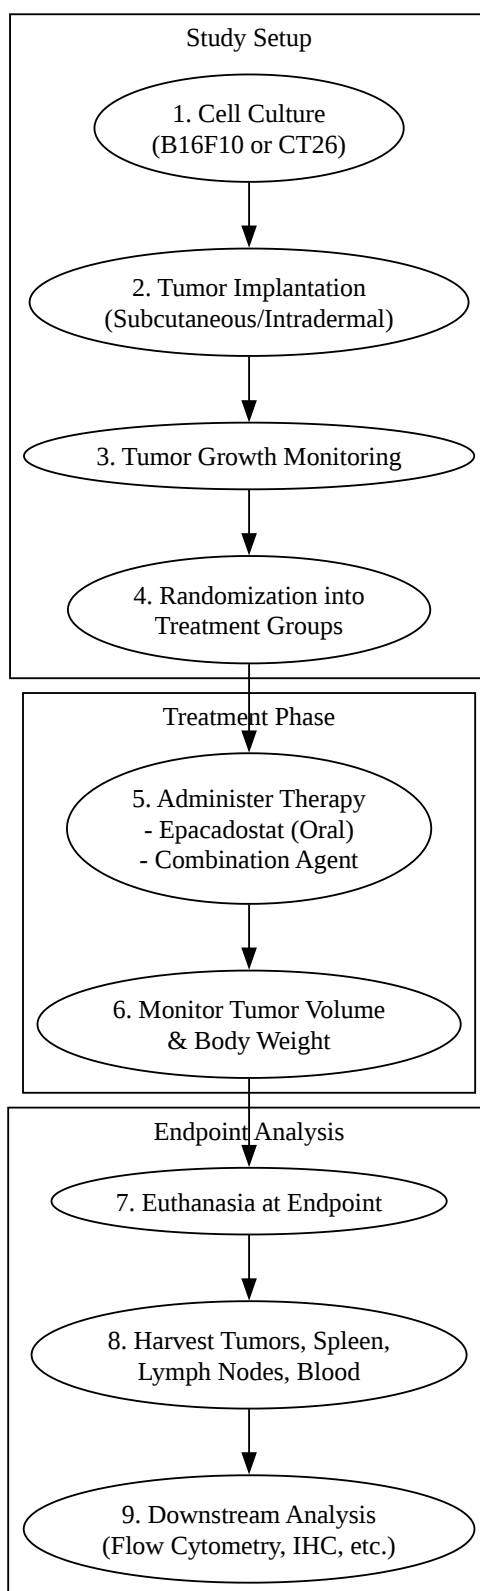 Study Setup
1. Cell Culture
(B16F10 or CT26)
2. Tumor Implantation
(Subcutaneous/Intradermal)
3. Tumor Growth Monitoring
4. Randomization into
Treatment Groups
Treatment Phase
5. Administer Therapy
- Epacadostat (Oral)
- Combination Agent
6. Monitor Tumor Volume
& Body Weight
Endpoint Analysis
7. Euthanasia at Endpoint
8. Harvest Tumors, Spleen,
Lymph Nodes, Blood
9. Downstream Analysis
(Flow Cytometry, IHC, etc.)